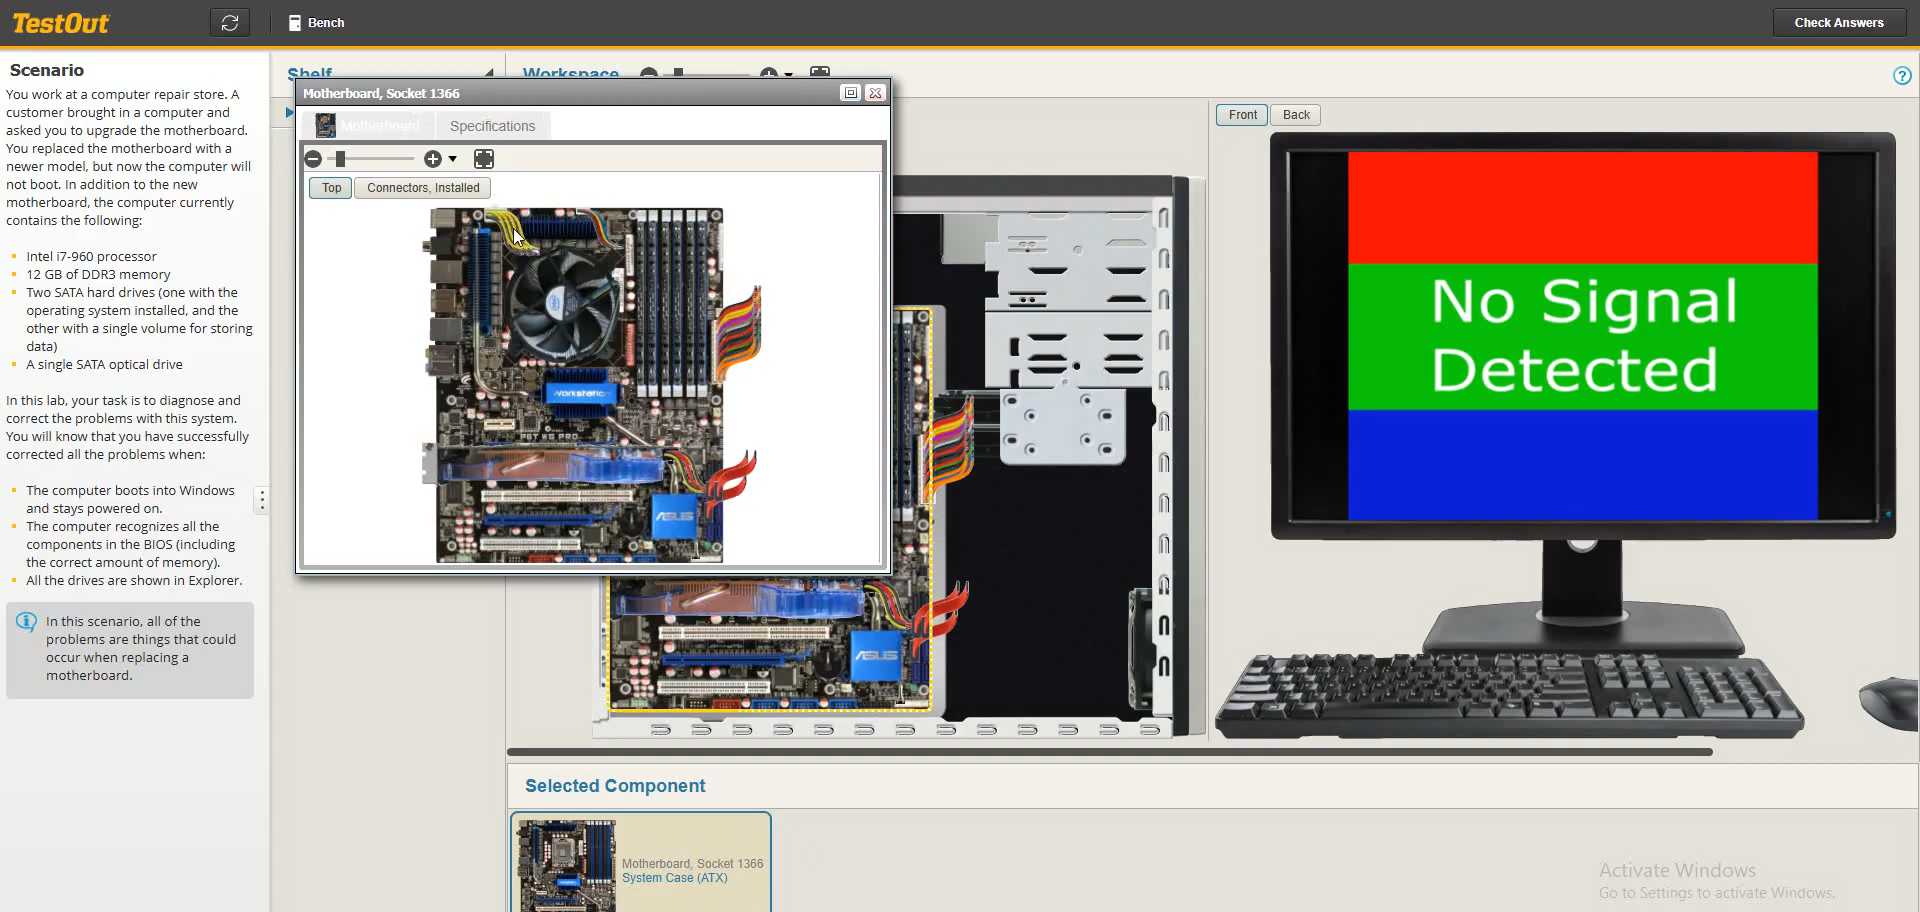 TestOut
Bench
Check Answers
Scenario
You work at a computer repair store. A
customer brought in a computer and
asked you to upgrade the motherboard.
You replaced the motherboard with a
newer model, but now the computer will
not boot. In addition to the new
motherboard, the computer currently
contains the following:
Intel i7-960 processor
12 GB of DDR3 memory
Two SATA hard drives (one with the
operating system installed, and the
other with a single volume for storing
data)
A single SATA optical drive
In this lab, your task is to diagnose and
correct the problems with this system.
You will know that you have successfully
corrected all the problems when:
The computer boots into Windows
and stays powered on.
The computer recognizes all the
components in the BIOS (including
the correct amount of memory).
All the drives are shown in Explorer.
In this scenario, all of the
problems are things that could
occur when replacing a
motherboard.
Shelf
Workspace
Motherboard, Socket 1366
Motherboard
Specifications
Top
Connectors, Installed
Workstation
P6T WS PRO
ASUS
ASUS
Front
Back
No Signal
Detected
Selected Component
Motherboard, Socket 1366
System Case (ATX)
Activate Windows
Go to Settings to activate Windows.